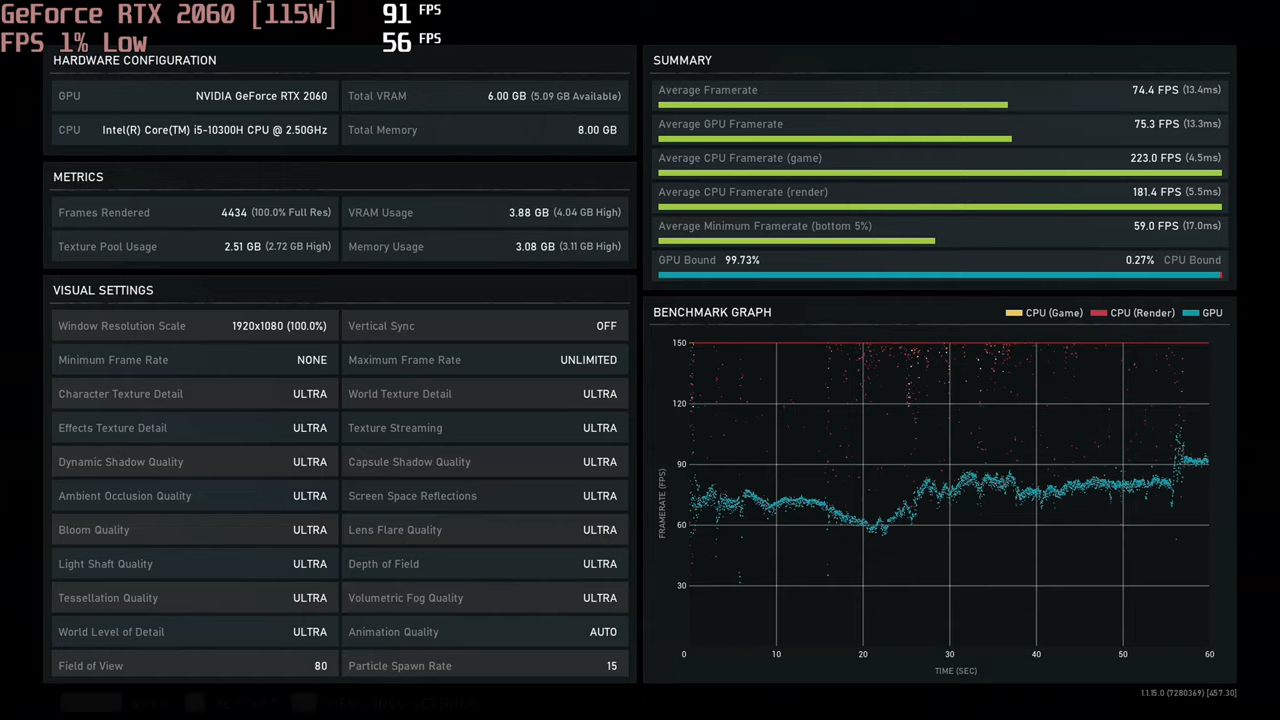 GeForce RTX 2060 [115W] 91 FPS
FPS 1% Low 56 FPS
HARDWARE CONFIGURATION
GPU NVIDIA GeForce RTX 2060 Total VRAM 6.00 GB (5.09 GB Available)
CPU Intel(R) Core(TM) i5-10300H CPU @ 2.50GHz Total Memory 8.00 GB
METRICS
Frames Rendered 4434 (100.0% Full Res) VRAM Usage 3.88 GB (4.04 GB High)
Texture Pool Usage 2.51 GB (2.72 GB High) Memory Usage 3.08 GB (3.11 GB High)
VISUAL SETTINGS
Window Resolution Scale 1920x1080 (100.0%) Vertical Sync OFF
Minimum Frame Rate NONE Maximum Frame Rate UNLIMITED
Character Texture Detail ULTRA World Texture Detail ULTRA
Effects Texture Detail ULTRA Texture Streaming ULTRA
Dynamic Shadow Quality ULTRA Capsule Shadow Quality ULTRA
Ambient Occlusion Quality ULTRA Screen Space Reflections ULTRA
Bloom Quality ULTRA Lens Flare Quality ULTRA
Light Shaft Quality ULTRA Depth of Field ULTRA
Tessellation Quality ULTRA Volumetric Fog Quality ULTRA
World Level of Detail ULTRA Animation Quality AUTO
Field of View 80 Particle Spawn Rate 15
SUMMARY
Average Framerate 74.4 FPS (13.4ms)
Average GPU Framerate 75.3 FPS (13.3ms)
Average CPU Framerate (game) 223.0 FPS (4.5ms)
Average CPU Framerate (render) 181.4 FPS (5.5ms)
Average Minimum Framerate (bottom 5%) 59.0 FPS (17.0ms)
GPU Bound 99.73% 0.27% CPU Bound
BENCHMARK GRAPH CPU (Game) CPU (Render) GPU
150
120
90
60
30
FRAMERATE (FPS)
0 10 20 30 40 50 60
TIME (SEC)
1.1.15.0 (7280369) [457.30]
BACK RESTART VIEW VIDEO SETTINGS